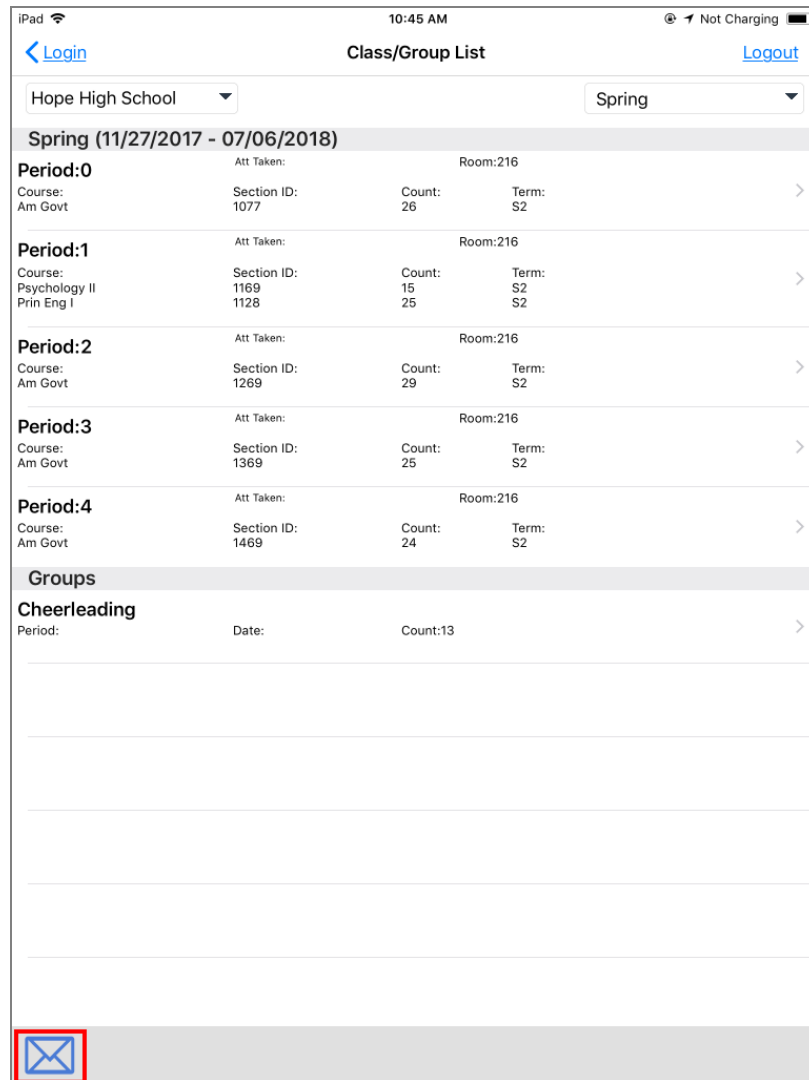 iPad 10:45 AM Not Charging
Login Class/Group List Logout
Hope High School Spring
Spring (11/27/2017 - 07/06/2018)
Period:0 Att Taken: Room:216
Course: Section ID: Count: Term:
Am Govt 1077 26 S2
Period:1 Att Taken: Room:216
Course: Section ID: Count: Term:
Psychology II 1169 15 S2
Prin Eng I 1128 25 S2
Period:2 Att Taken: Room:216
Course: Section ID: Count: Term:
Am Govt 1269 29 S2
Period:3 Att Taken: Room:216
Course: Section ID: Count: Term:
Am Govt 1369 25 S2
Period:4 Att Taken: Room:216
Course: Section ID: Count: Term:
Am Govt 1469 24 S2
Groups
Cheerleading
Period: Date: Count:13